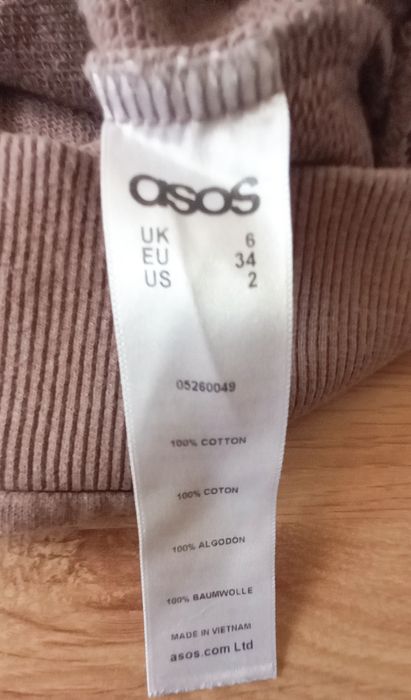 asos
UK 6
EU 34
US 2
05260049
100% COTTON
100% COTON
100% ALGODÓN
100% BAUMWOLLE
MADE IN VIETNAM
asos.com Ltd